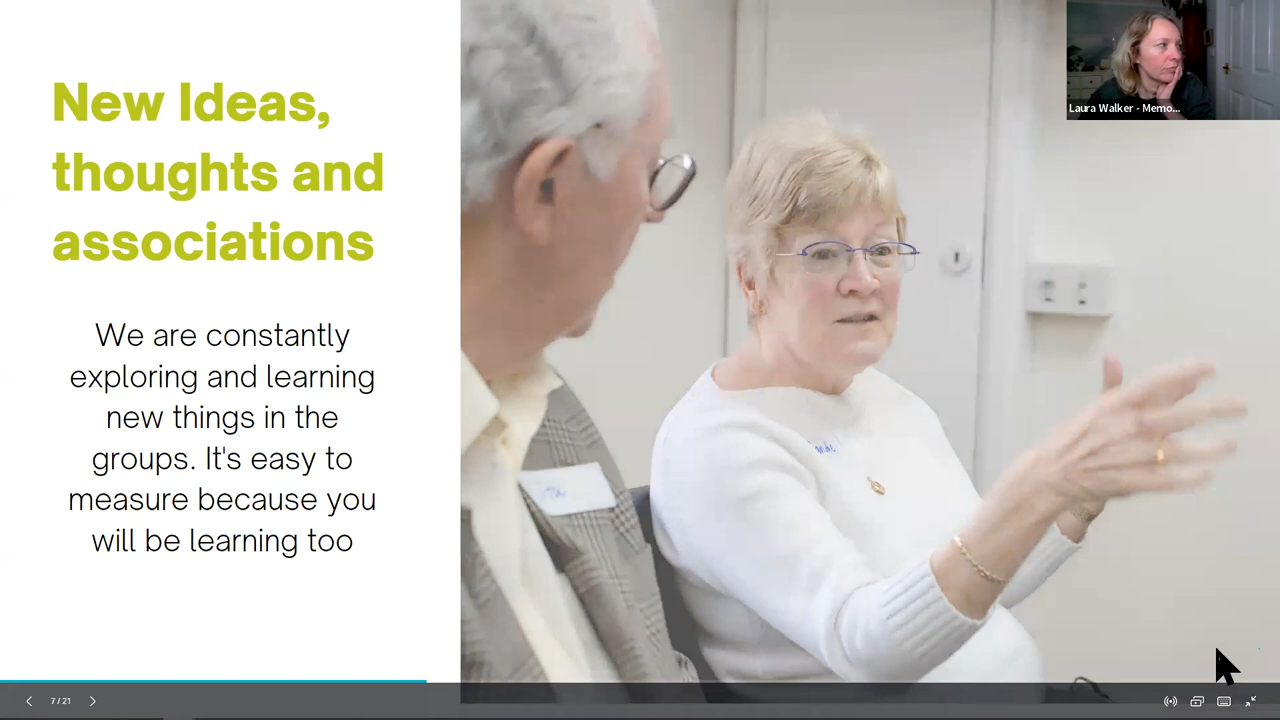 New Ideas,
thoughts and
associations
We are constantly
exploring and learning
new things in the
groups. It's easy to
measure because you
will be learning too
Laura Walker - Memo...
7 / 21